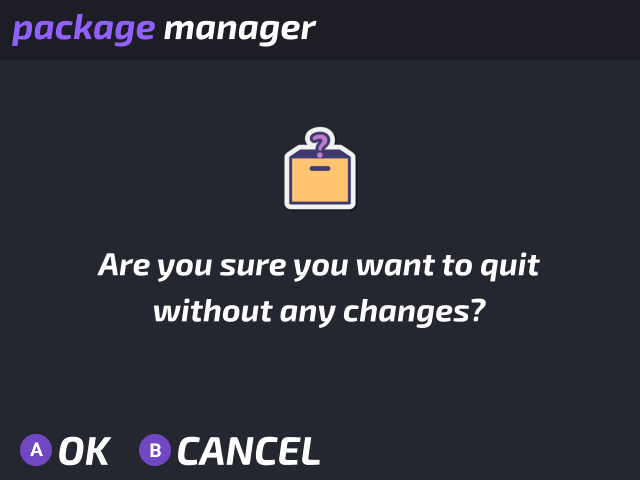 package manager
?
Are you sure you want to quit
without any changes?
A OK B CANCEL